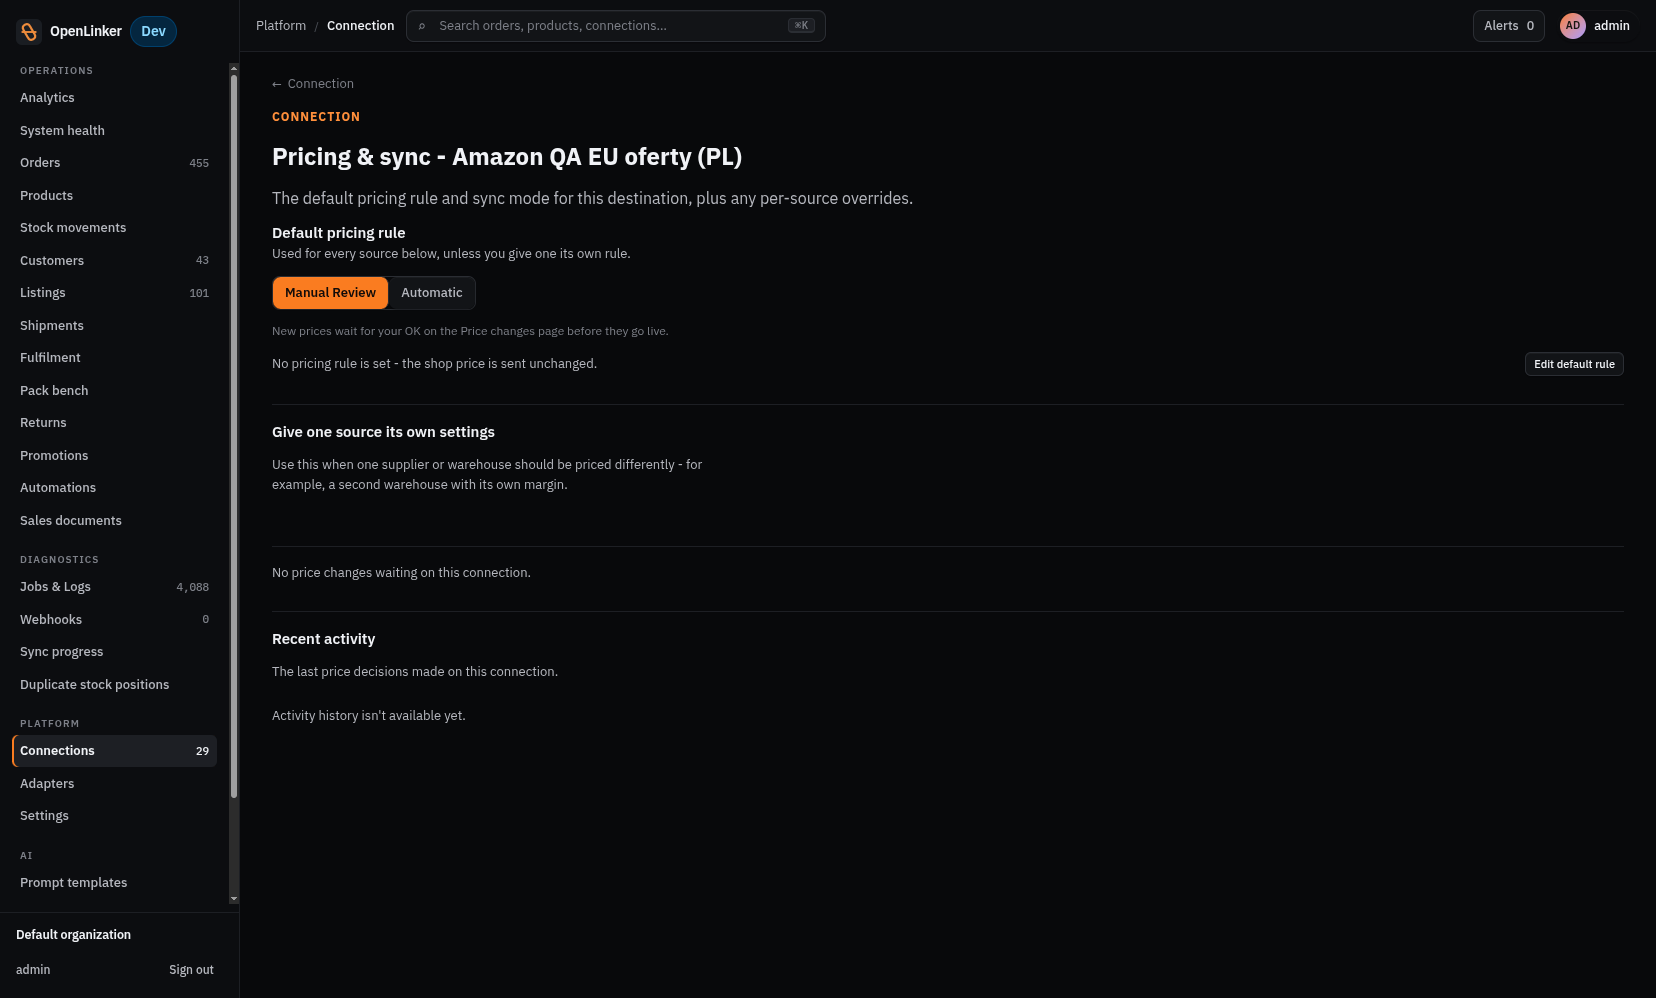 OpenLinker Dev
OPERATIONS
Analytics
System health
Orders 455
Products
Stock movements
Customers 43
Listings 101
Shipments
Fulfilment
Pack bench
Returns
Promotions
Automations
Sales documents
DIAGNOSTICS
Jobs & Logs 4,088
Webhooks 0
Sync progress
Duplicate stock positions
PLATFORM
Connections 29
Adapters
Settings
AI
Prompt templates
Default organization
admin Sign out
Platform / Connection
Search orders, products, connections... ⌘K
Alerts 0
AD admin
← Connection
CONNECTION
Pricing & sync - Amazon QA EU oferty (PL)
The default pricing rule and sync mode for this destination, plus any per-source overrides.
Default pricing rule
Used for every source below, unless you give one its own rule.
Manual Review Automatic
New prices wait for your OK on the Price changes page before they go live.
No pricing rule is set - the shop price is sent unchanged.
Edit default rule
Give one source its own settings
Use this when one supplier or warehouse should be priced differently - for
example, a second warehouse with its own margin.
No price changes waiting on this connection.
Recent activity
The last price decisions made on this connection.
Activity history isn't available yet.